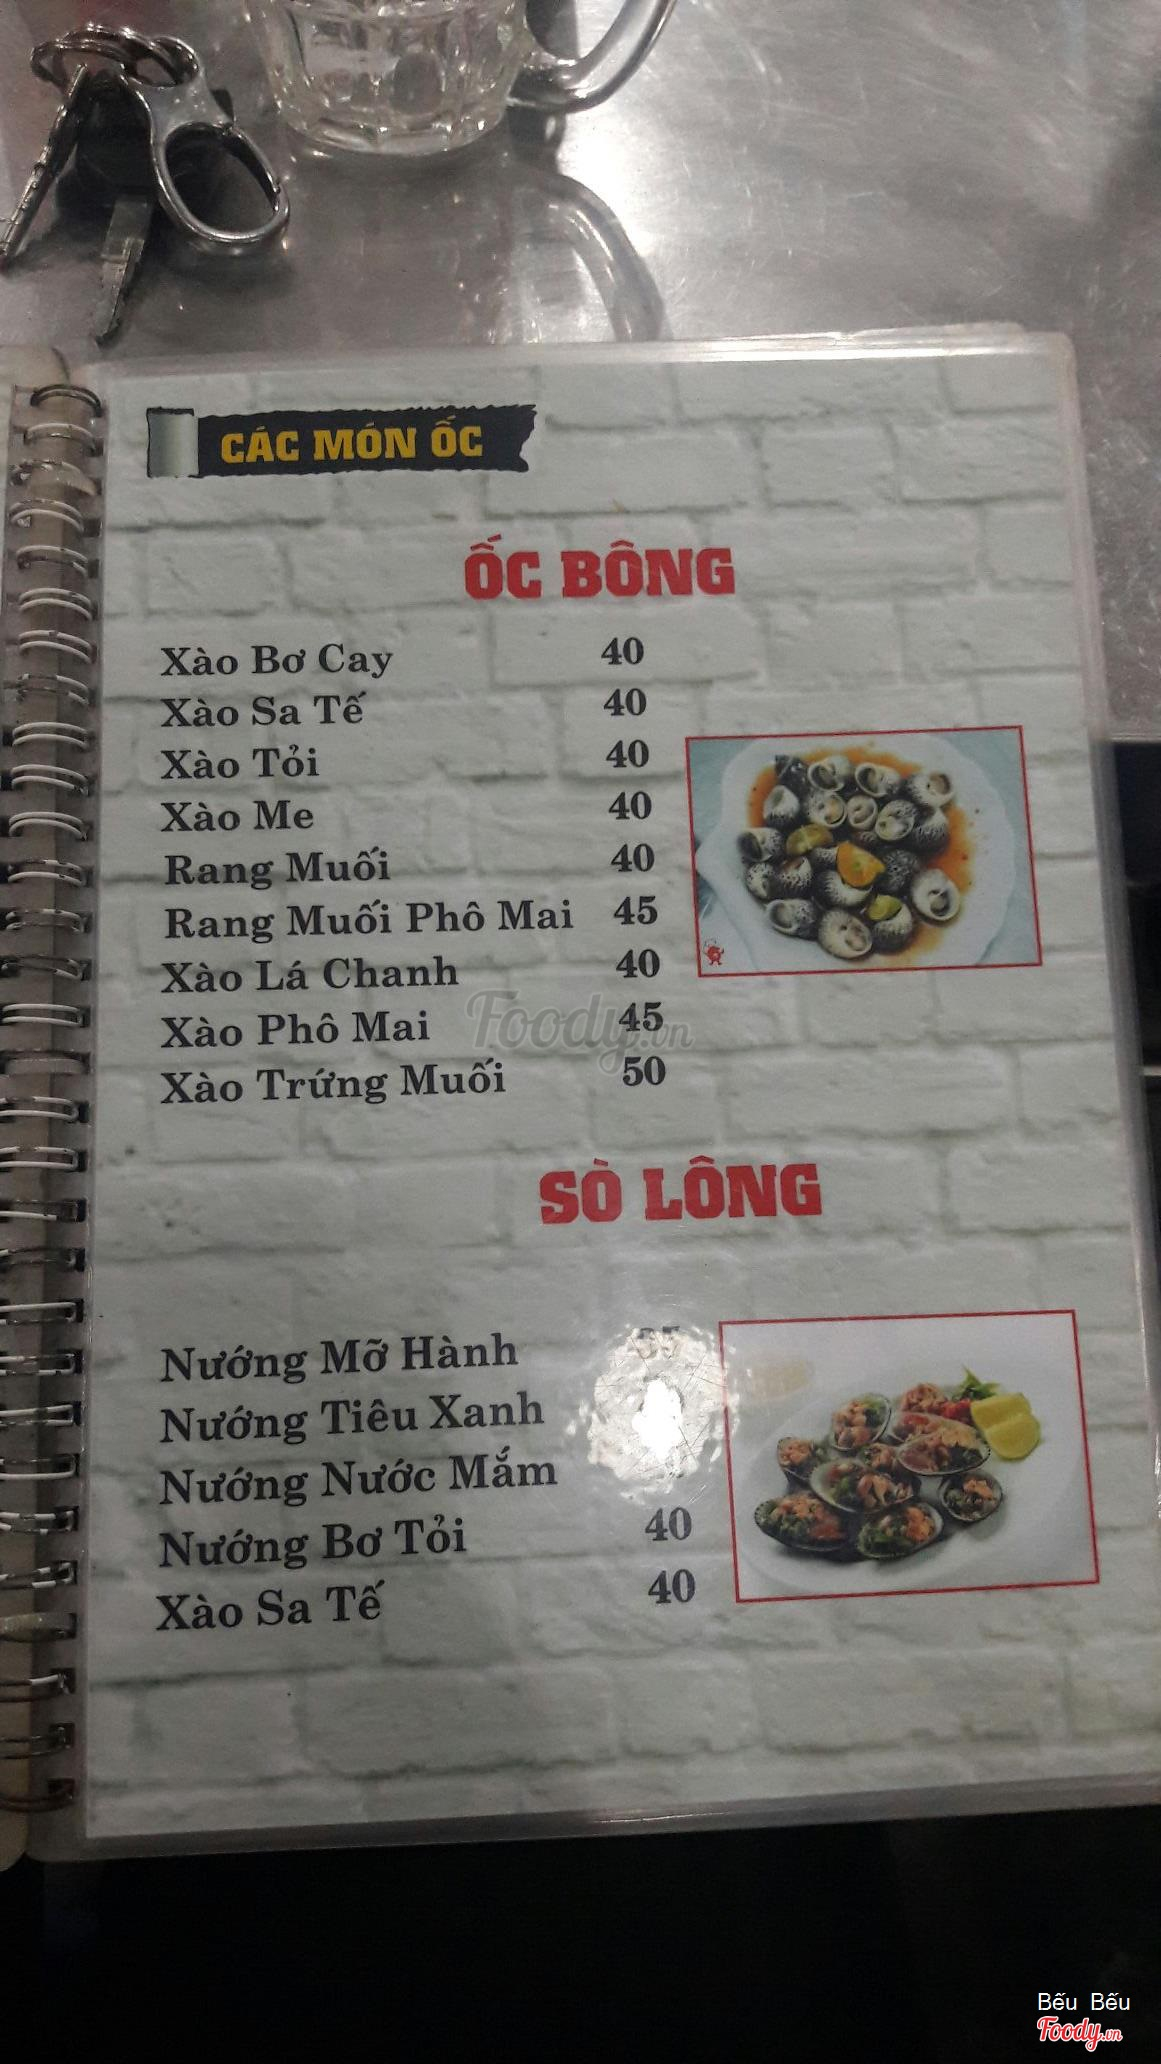 CÁC MÓN ỐC
ỐC BÔNG
Xào Bơ Cay 40
Xào Sa Tế 40
Xào Tỏi 40
Xào Me 40
Rang Muối 40
Rang Muối Phô Mai 45
Xào Lá Chanh 40
Xào Phô Mai 45
Xào Trứng Muối 50
Foody.vn
SÒ LÔNG
Nướng Mỡ Hành 35
Nướng Tiêu Xanh
Nướng Nước Mắm
Nướng Bơ Tỏi 40
Xào Sa Tế 40
Bếu Bếu
Foody.vn